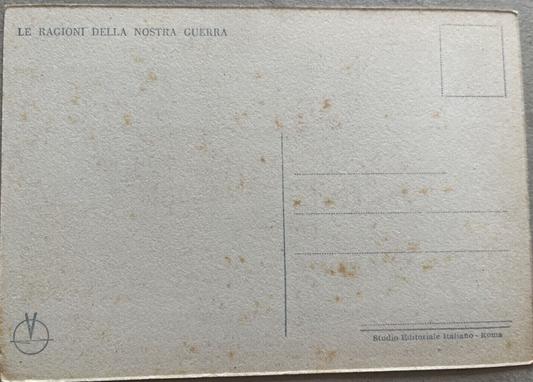 LE RAGIONI DELLA NOSTRA GUERRA
V
Studio Editoriale Italiano - Roma